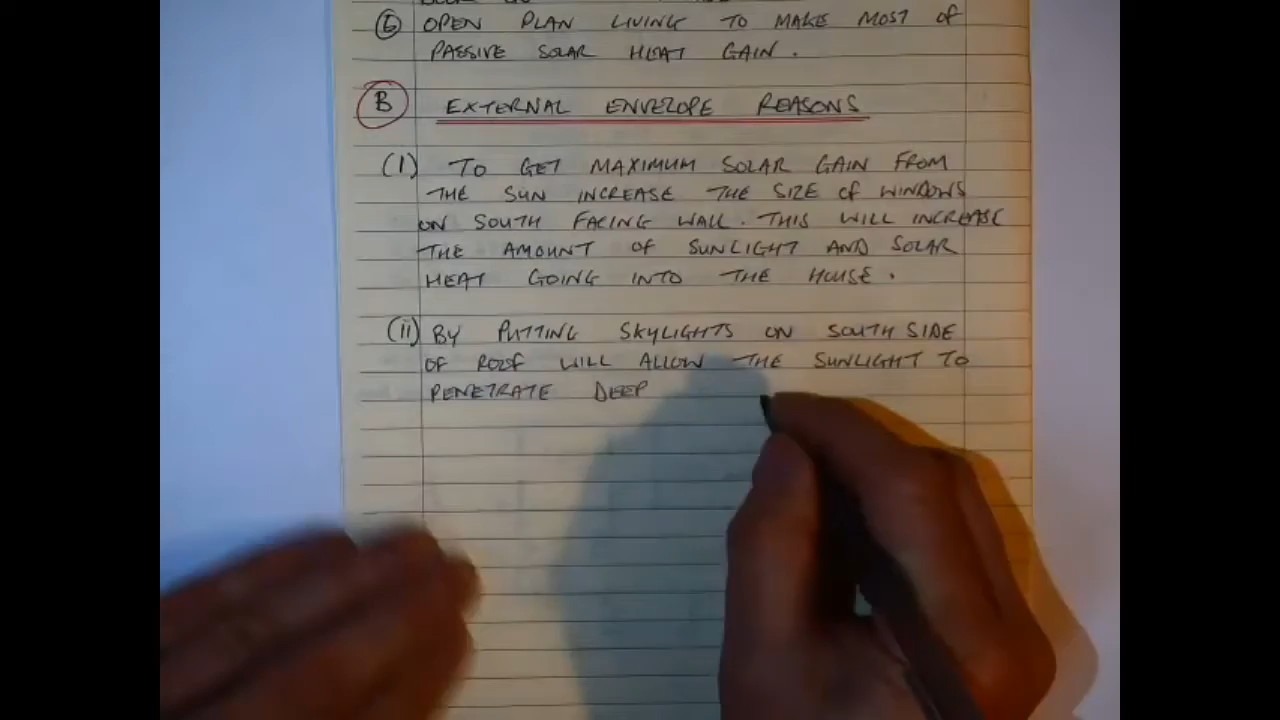 (6) OPEN PLAN LIVING TO MAKE MOST OF
PASSIVE SOLAR HEAT GAIN.
B EXTERNAL ENVELOPE REASONS
(I) TO GET MAXIMUM SOLAR GAIN FROM
THE SUN INCREASE THE SIZE OF WINDOWS
ON SOUTH FACING WALL. THIS WILL INCREASE
THE AMOUNT OF SUNLIGHT AND SOLAR
HEAT GOING INTO THE HOUSE.
(ii) BY PUTTING SKYLIGHTS ON SOUTH SIDE
OF ROOF WILL ALLOW THE SUNLIGHT TO
PENETRATE DEEP